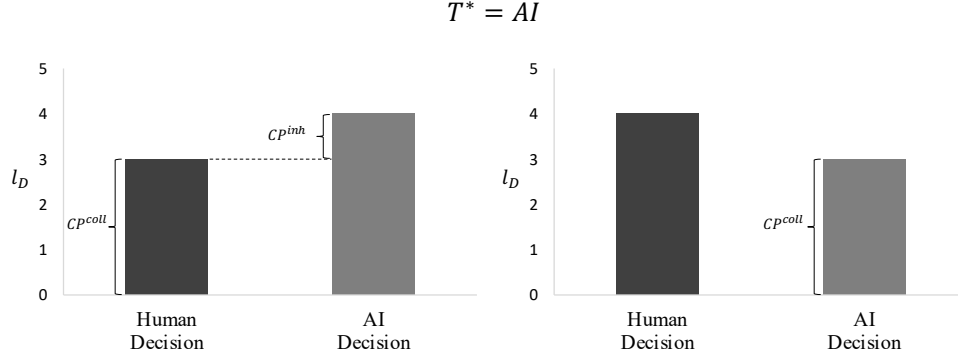 T* = AI
5
4
3
2
1
0
l_D
CP^{inh}
CP^{coll}
Human
Decision
AI
Decision
5
4
3
2
1
0
l_D
CP^{coll}
Human
Decision
AI
Decision